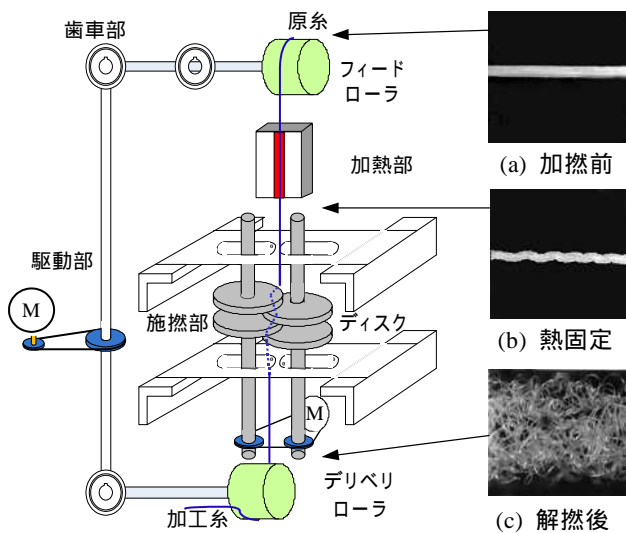 原糸
歯車部
フィード
ローラ
(a) 加撚前
加熱部
駆動部
M
施撚部
ディスク
(b) 熱固定
M
デリベリ
ローラ
加工糸
(c) 解撚後